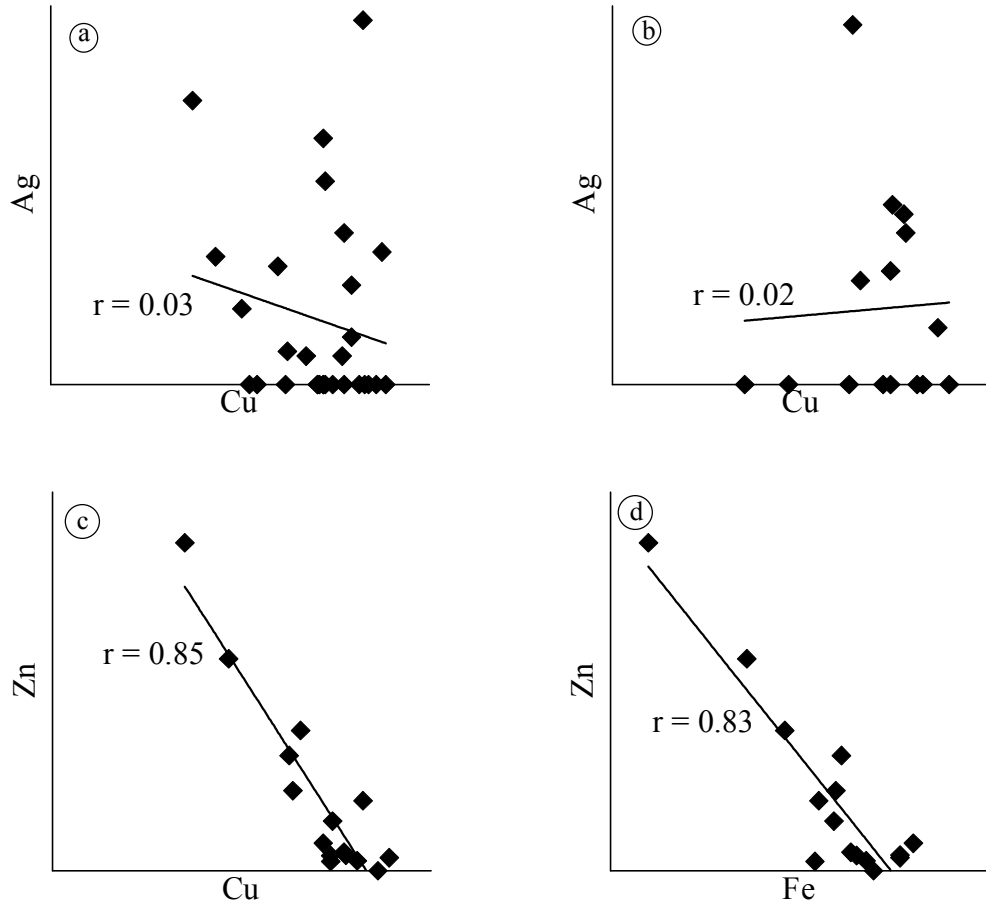 a
Ag
r = 0.03
Cu
b
Ag
r = 0.02
Cu
c
Zn
r = 0.85
Cu
d
Zn
r = 0.83
Fe